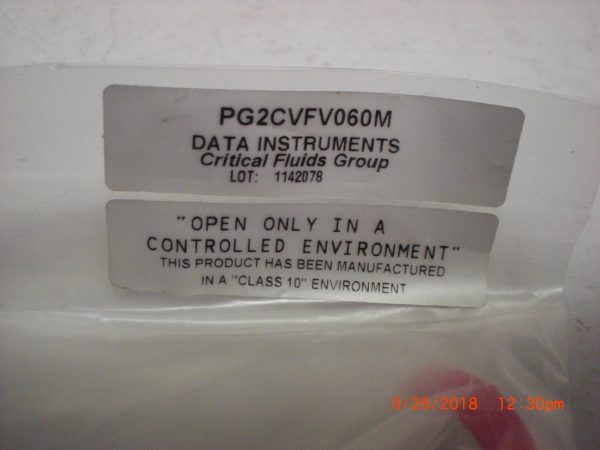 PG2CVFV060M
DATA INSTRUMENTS
Critical Fluids Group
LOT: 1142078
"OPEN ONLY IN A
CONTROLLED ENVIRONMENT"
THIS PRODUCT HAS BEEN MANUFACTURED
IN A "CLASS 10" ENVIRONMENT
9/26/2018 12:30pm